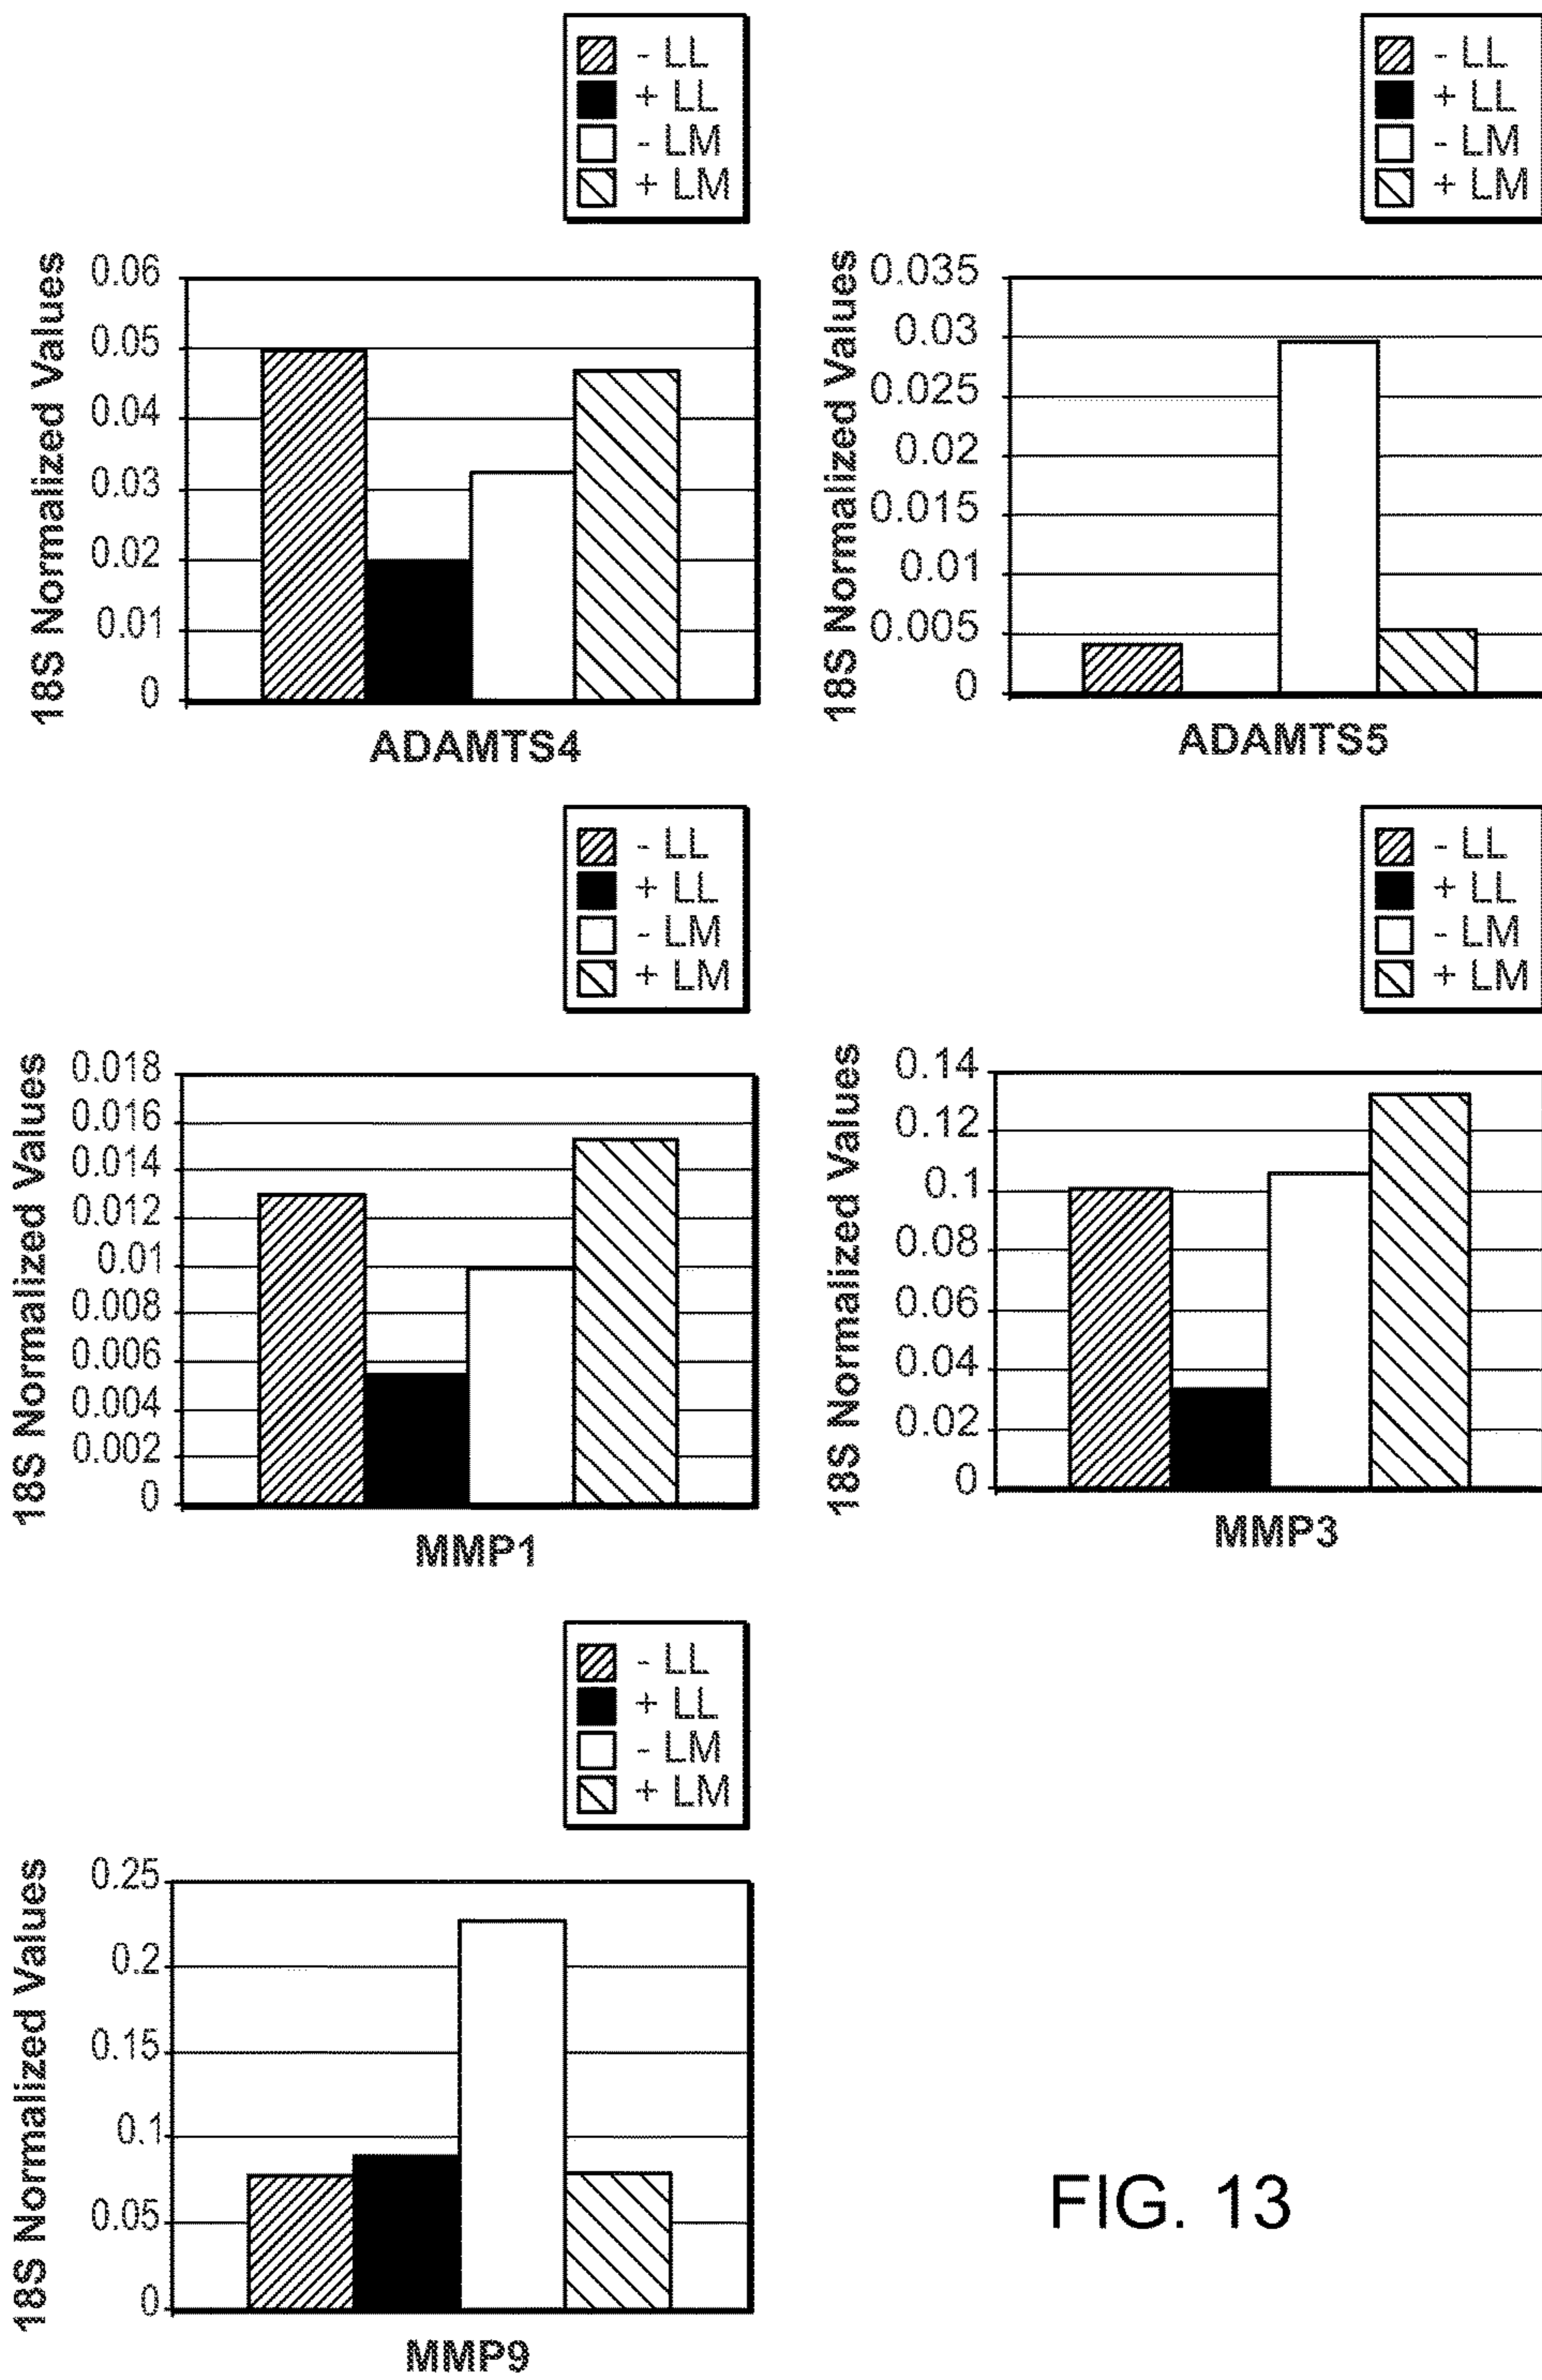 - LL
+ LL
- LM
+ LM
18S Normalized Values
0.06
0.05
0.04
0.03
0.02
0.01
0
ADAMTS4
- LL
+ LL
- LM
+ LM
18S Normalized Values
0.035
0.03
0.025
0.02
0.015
0.01
0.005
0
ADAMTS5
- LL
+ LL
- LM
+ LM
18S Normalized Values
0.018
0.016
0.014
0.012
0.01
0.008
0.006
0.004
0.002
0
MMP1
- LL
+ LL
- LM
+ LM
18S Normalized Values
0.14
0.12
0.1
0.08
0.06
0.04
0.02
0
MMP3
- LL
+ LL
- LM
+ LM
18S Normalized Values
0.25
0.2
0.15
0.1
0.05
0
MMP9
FIG. 13